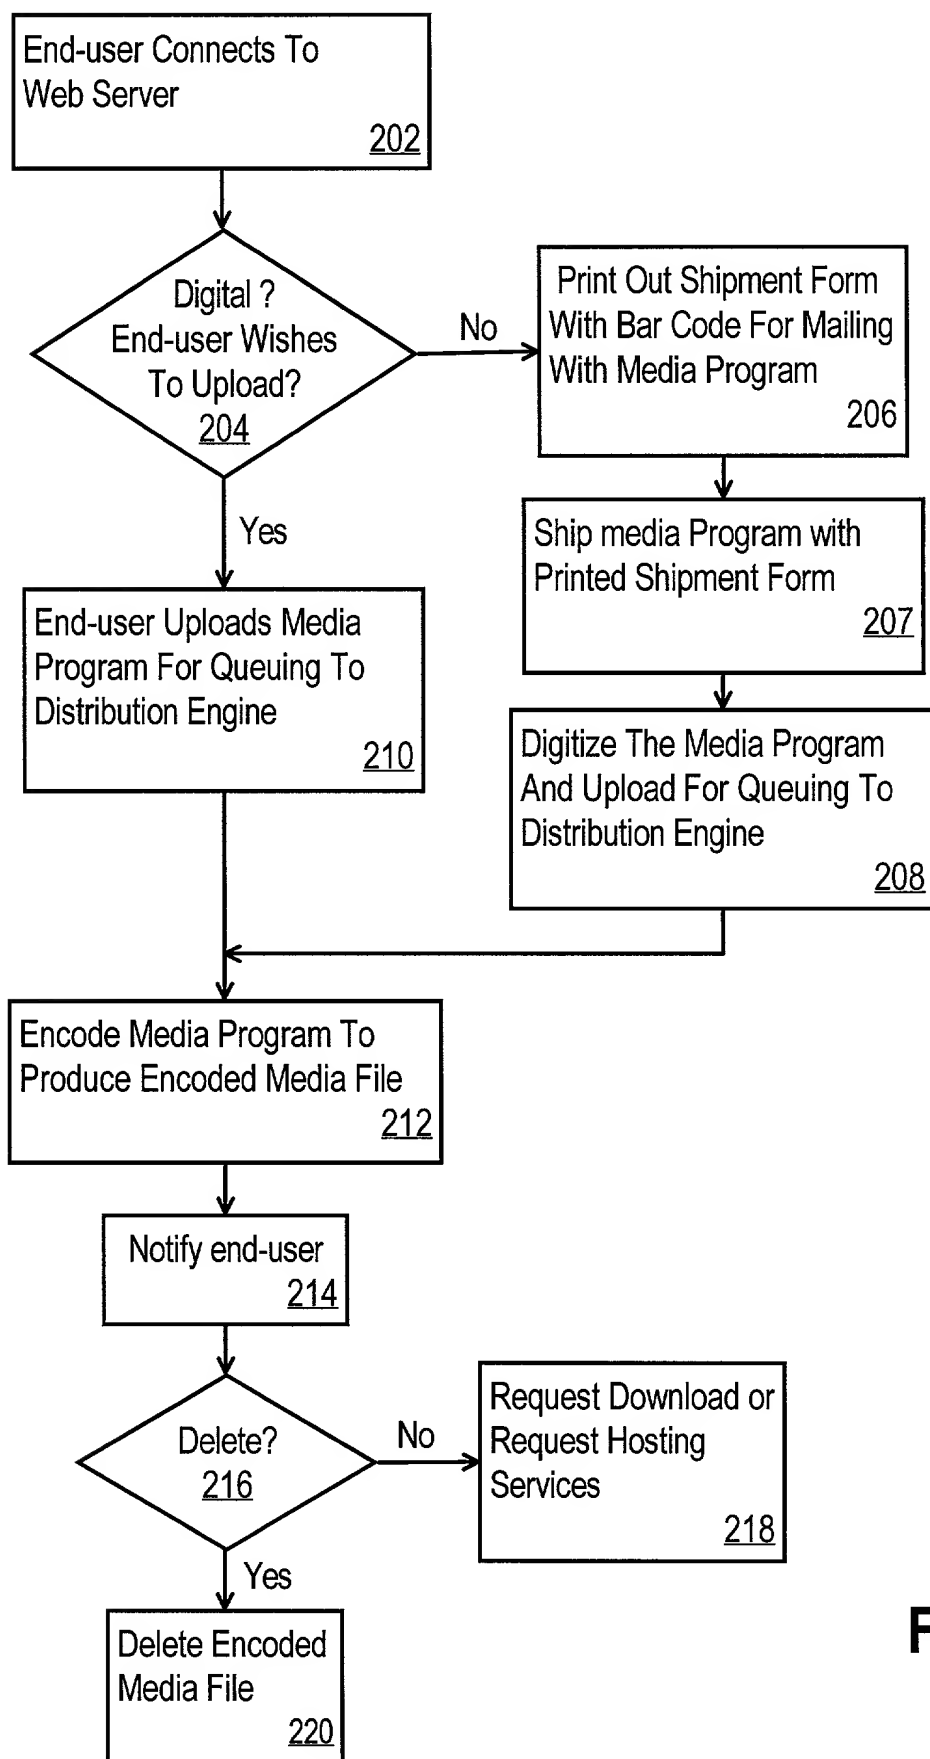 End-user Connects To
Web Server
202
Digital ?
End-user Wishes
To Upload?
204
No
Print Out Shipment Form
With Bar Code For Mailing
With Media Program
206
Yes
Ship media Program with
Printed Shipment Form
207
End-user Uploads Media
Program For Queuing To
Distribution Engine
210
Digitize The Media Program
And Upload For Queuing To
Distribution Engine
208
Encode Media Program To
Produce Encoded Media File
212
Notify end-user
214
Delete?
216
No
Request Download or
Request Hosting
Services
218
Yes
Delete Encoded
Media File
220
F